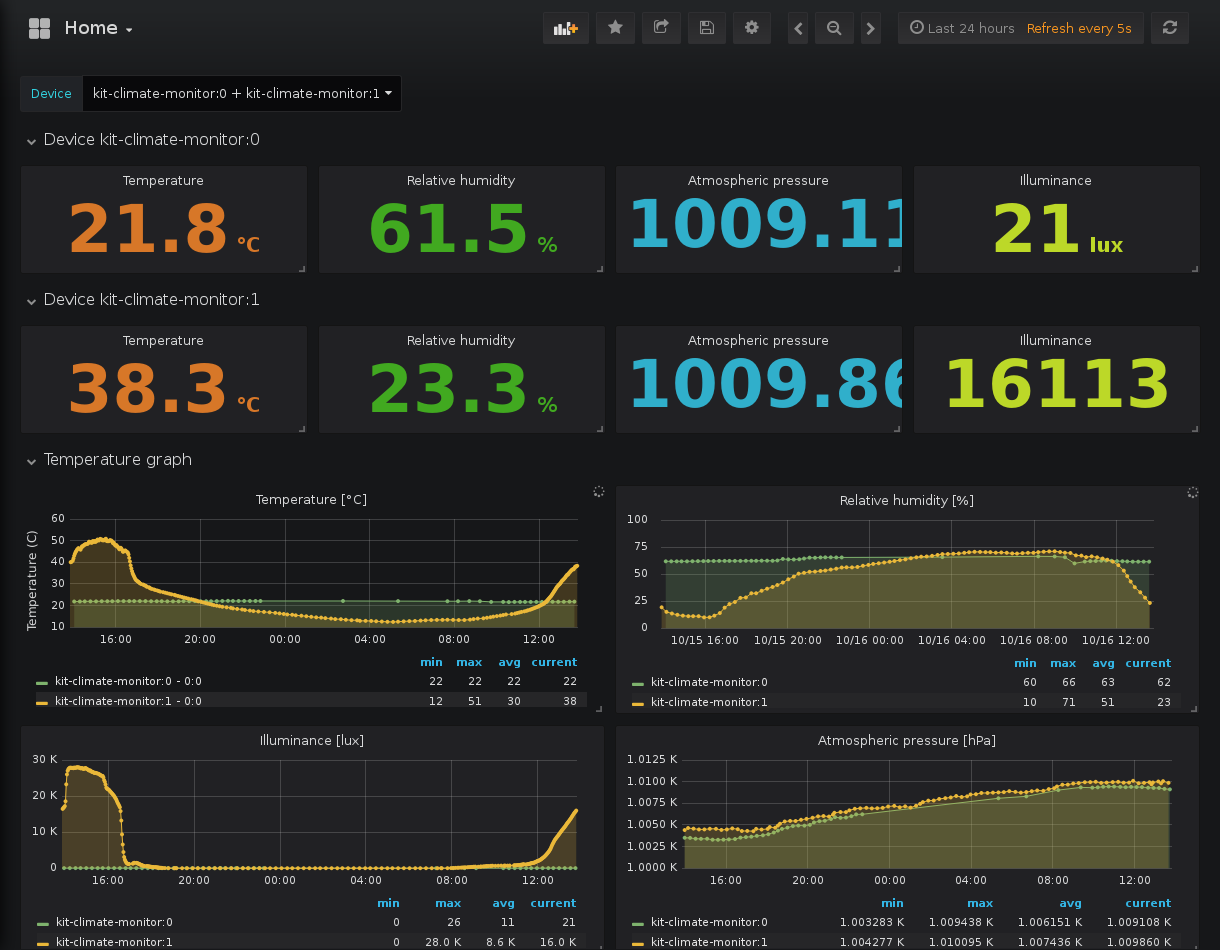 Home
Last 24 hours Refresh every 5s
Device kit-climate-monitor:0 + kit-climate-monitor:1
Device kit-climate-monitor:0
Temperature Relative humidity Atmospheric pressure Illuminance
21.8 °C 61.5 % 1009.11 21 lux
Device kit-climate-monitor:1
Temperature Relative humidity Atmospheric pressure Illuminance
38.3 °C 23.3 % 1009.86 16113
Temperature graph
Temperature [°C]
Temperature (C)
60
50
40
30
20
10
16:00 20:00 00:00 04:00 08:00 12:00
min max avg current
kit-climate-monitor:0 - 0:0 22 22 22 22
kit-climate-monitor:1 - 0:0 12 51 30 38
Relative humidity [%]
100
75
50
25
0
10/15 16:00 10/15 20:00 10/16 00:00 10/16 04:00 10/16 08:00 10/16 12:00
min max avg current
kit-climate-monitor:0 60 66 63 62
kit-climate-monitor:1 10 71 51 23
Illuminance [lux]
30 K
20 K
10 K
0
16:00 20:00 00:00 04:00 08:00 12:00
min max avg current
kit-climate-monitor:0 0 26 11 21
kit-climate-monitor:1 0 28.0 K 8.6 K 16.0 K
Atmospheric pressure [hPa]
1.0125 K
1.0100 K
1.0075 K
1.0050 K
1.0025 K
1.0000 K
16:00 20:00 00:00 04:00 08:00 12:00
min max avg current
kit-climate-monitor:0 1.003283 K 1.009438 K 1.006151 K 1.009108 K
kit-climate-monitor:1 1.004277 K 1.010095 K 1.007436 K 1.009860 K